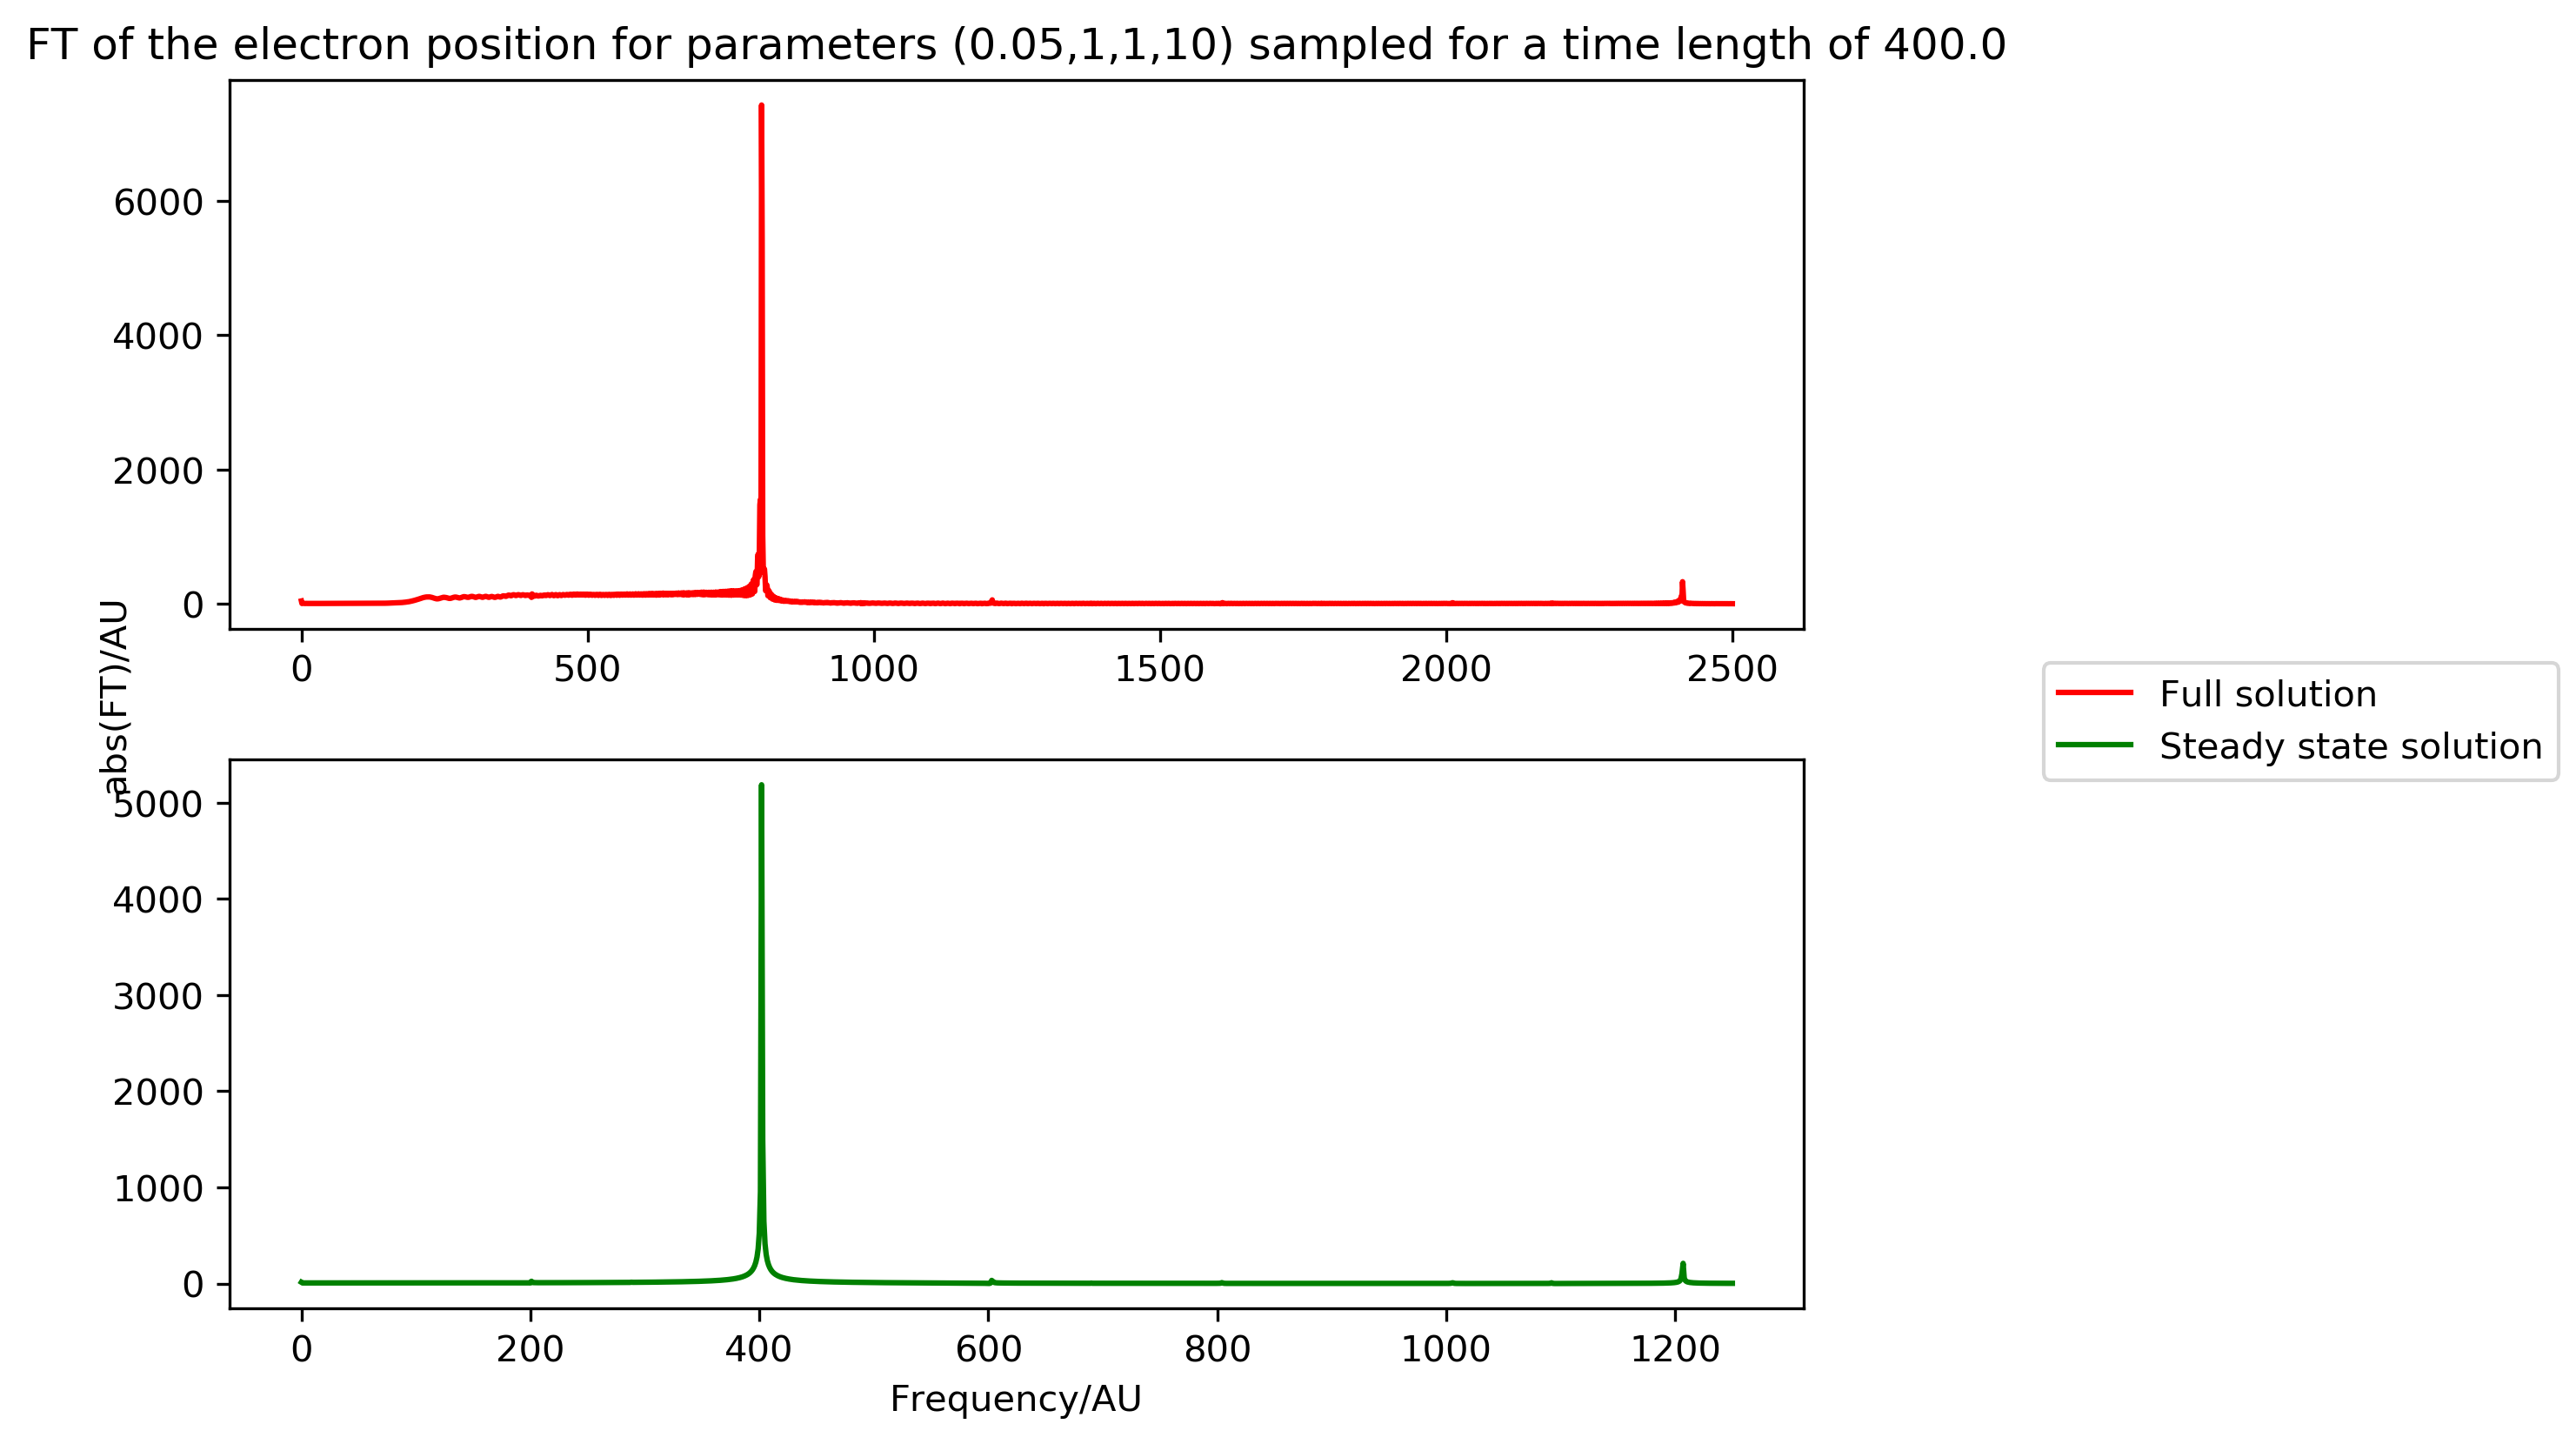 FT of the electron position for parameters (0.05,1,1,10) sampled for a time length of 400.0
6000
4000
2000
0
0 500 1000 1500 2000 2500
abs(FT)/AU
Full solution
Steady state solution
5000
4000
3000
2000
1000
0
0 200 400 600 800 1000 1200
Frequency/AU